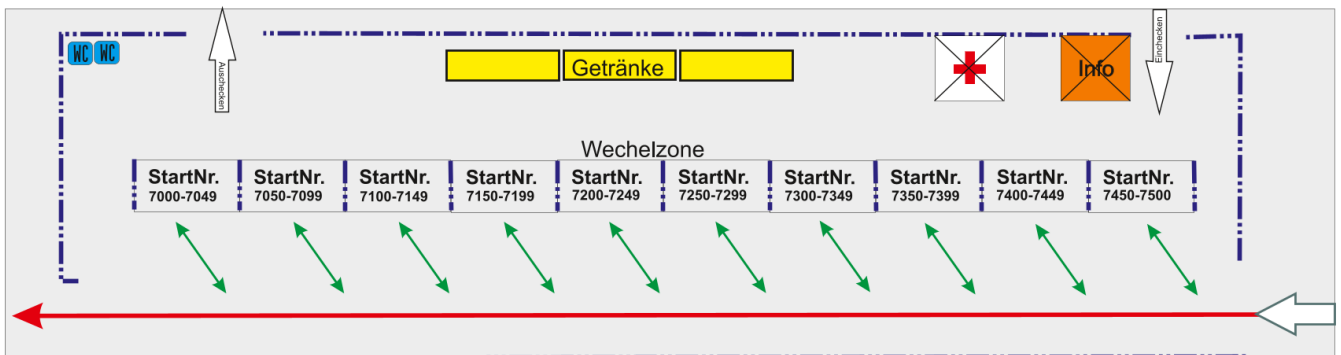 WC WC
Auschecken
Getränke
Info
Einchecken
Wechelzone
StartNr.
7000-7049
StartNr.
7050-7099
StartNr.
7100-7149
StartNr.
7150-7199
StartNr.
7200-7249
StartNr.
7250-7299
StartNr.
7300-7349
StartNr.
7350-7399
StartNr.
7400-7449
StartNr.
7450-7500